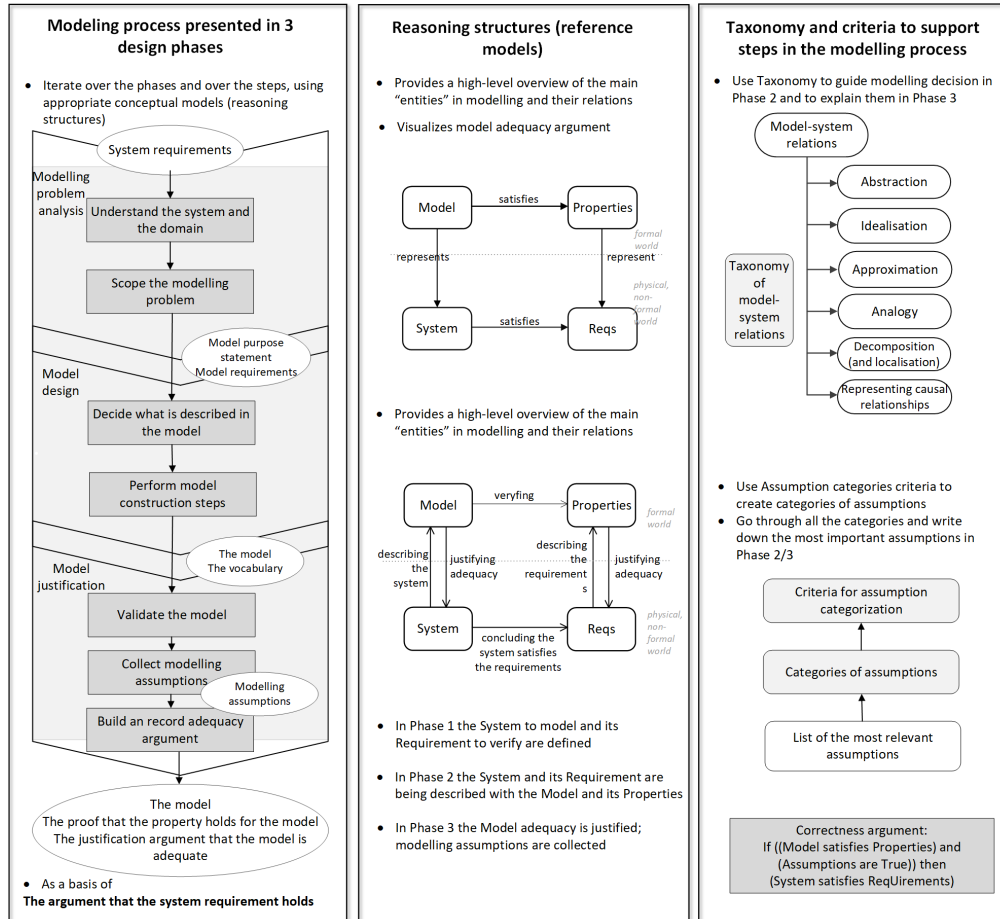 Modeling process presented in 3
design phases
• Iterate over the phases and over the steps, using
appropriate conceptual models (reasoning
structures)
System requirements
Modelling
problem
analysis
Understand the system and
the domain
Scope the modelling
problem
Model purpose
statement
Model requirements
Model
design
Decide what is described in
the model
Perform model
construction steps
The model
The vocabulary
Model
justification
Validate the model
Collect modelling
assumptions
Modelling
assumptions
Build an record adequacy
argument
The model
The proof that the property holds for the model
The justification argument that the model is
adequate
• As a basis of
The argument that the system requirement holds
Reasoning structures (reference
models)
• Provides a high-level overview of the main
“entities” in modelling and their relations
• Visualizes model adequacy argument
Model
satisfies
Properties
formal
world
represents
represent
physical,
non-
formal
world
System
satisfies
Reqs
• Provides a high-level overview of the main
“entities” in modelling and their relations
Model
veryfing
Properties
formal
world
describing
the
system
justifying
adequacy
describing
the
requirement
s
justifying
adequacy
System
concluding the
system satisfies
the requirements
Reqs
physical,
non-
formal
world
• In Phase 1 the System to model and its
Requirement to verify are defined
• In Phase 2 the System and its Requirement are
being described with the Model and its Properties
• In Phase 3 the Model adequacy is justified;
modelling assumptions are collected
Taxonomy and criteria to support
steps in the modelling process
• Use Taxonomy to guide modelling decision in
Phase 2 and to explain them in Phase 3
Model-system
relations
Abstraction
Idealisation
Approximation
Analogy
Decomposition
(and localisation)
Representing causal
relationships
Taxonomy
of
model-
system
relations
• Use Assumption categories criteria to
create categories of assumptions
• Go through all the categories and write
down the most important assumptions in
Phase 2/3
Criteria for assumption
categorization
Categories of assumptions
List of the most relevant
assumptions
Correctness argument:
If ((Model satisfies Properties) and
(Assumptions are True)) then
(System satisfies ReqUirements)